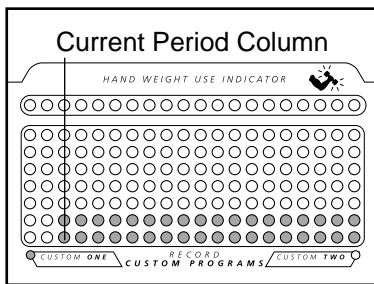 Current Period Column
HAND WEIGHT USE INDICATOR
CUSTOM ONE
RECORD
CUSTOM PROGRAMS
CUSTOM TWO